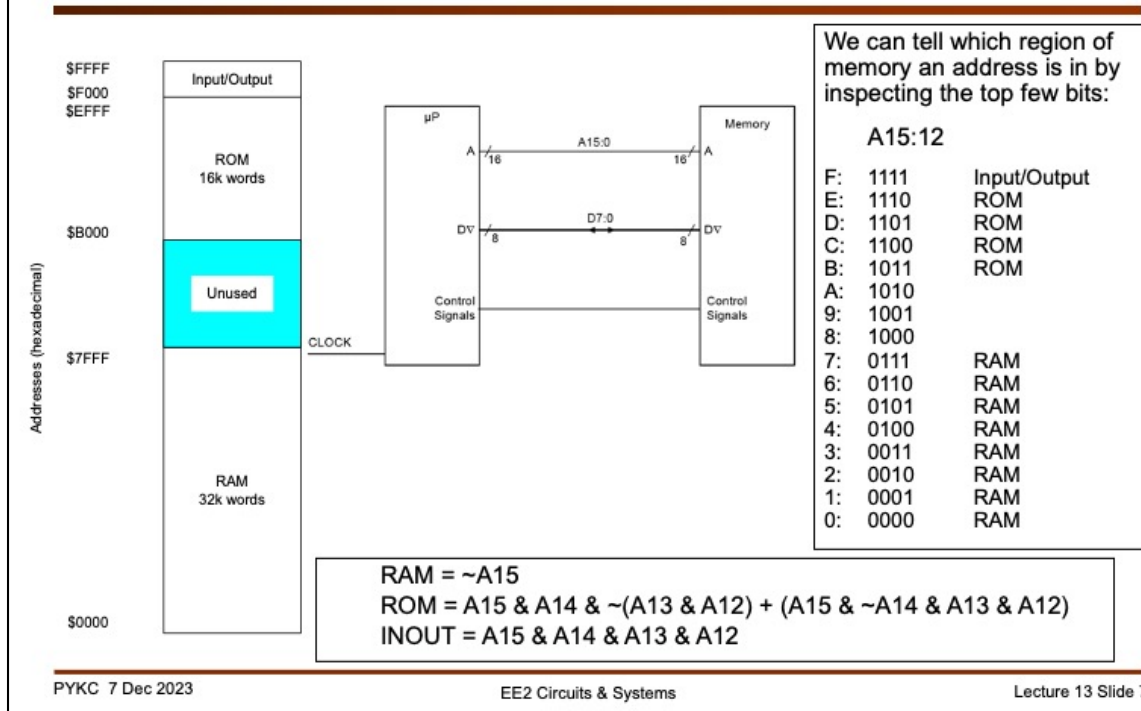 $FFFF
$F000
$EFFF
$B000
$7FFF
$0000
Addresses (hexadecimal)
Input/Output
ROM
16k words
Unused
RAM
32k words
CLOCK
µP
A
16
A15:0
16
A
D▽
8
D7:0
8
D▽
Control
Signals
Memory
Control
Signals
We can tell which region of
memory an address is in by
inspecting the top few bits:
A15:12
F: 1111 Input/Output
E: 1110 ROM
D: 1101 ROM
C: 1100 ROM
B: 1011 ROM
A: 1010
9: 1001
8: 1000
7: 0111 RAM
6: 0110 RAM
5: 0101 RAM
4: 0100 RAM
3: 0011 RAM
2: 0010 RAM
1: 0001 RAM
0: 0000 RAM
RAM = ~A15
ROM = A15 & A14 & ~(A13 & A12) + (A15 & ~A14 & A13 & A12)
INOUT = A15 & A14 & A13 & A12
PYKC 7 Dec 2023
EE2 Circuits & Systems
Lecture 13 Slide 7